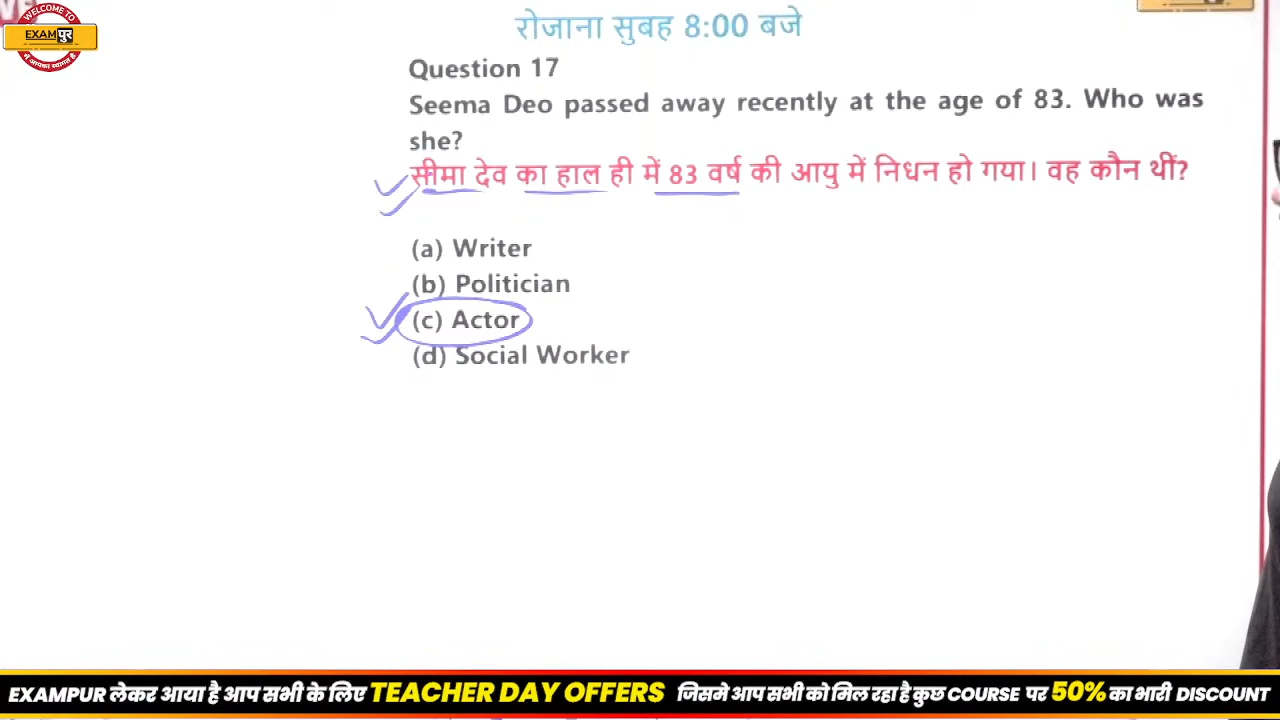 WELCOME TO
EXAMपुर
में आपका स्वागत है
रोजाना सुबह 8:00 बजे
Question 17
Seema Deo passed away recently at the age of 83. Who was
she?
सीमा देव का हाल ही में 83 वर्ष की आयु में निधन हो गया। वह कौन थीं?
(a) Writer
(b) Politician
(c) Actor
(d) Social Worker
EXAMPUR लेकर आया है आप सभी के लिए TEACHER DAY OFFERS जिसमे आप सभी को मिल रहा है कुछ COURSE पर 50% का भारी DISCOUNT